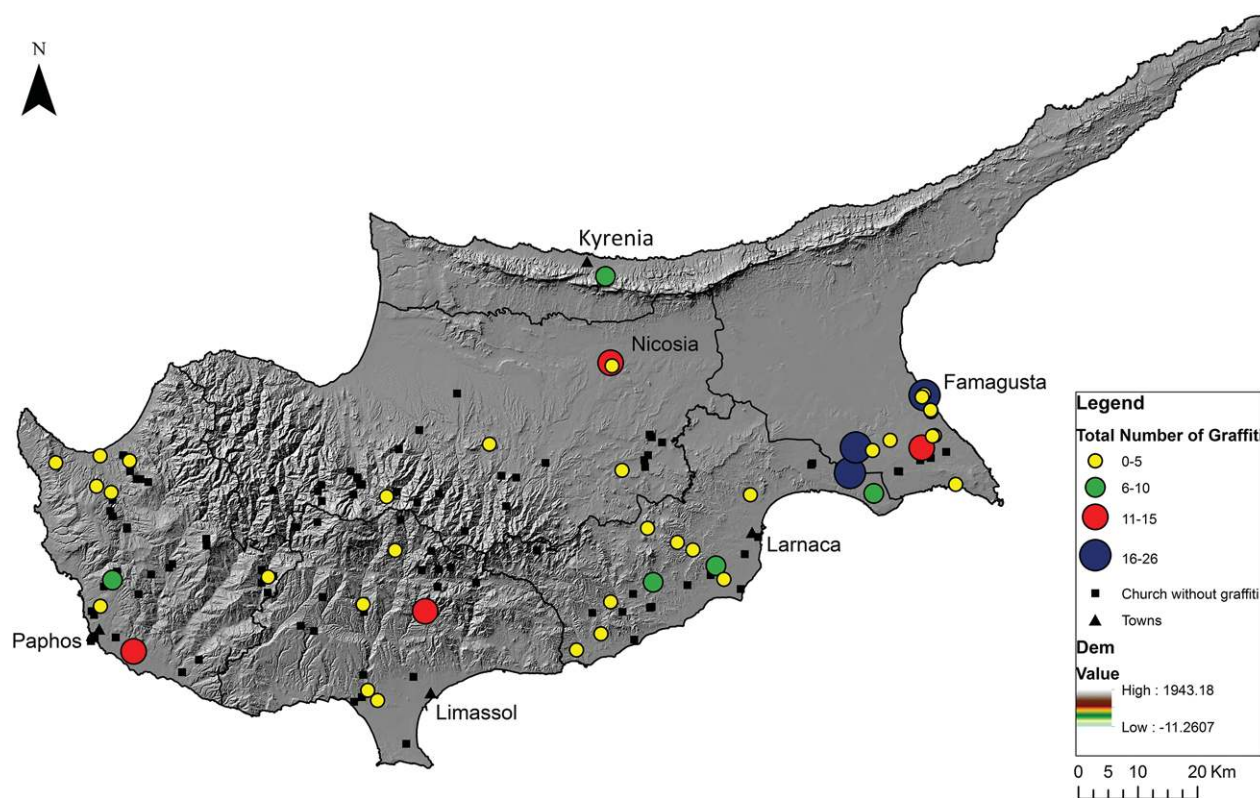 N
Kyrenia
Nicosia
Famagusta
Larnaca
Paphos
Limassol
Legend
Total Number of Graffiti
0-5
6-10
11-15
16-26
Church without graffiti
Towns
Dem
Value
High : 1943.18
Low : -11.2607
0 5 10 20 Km